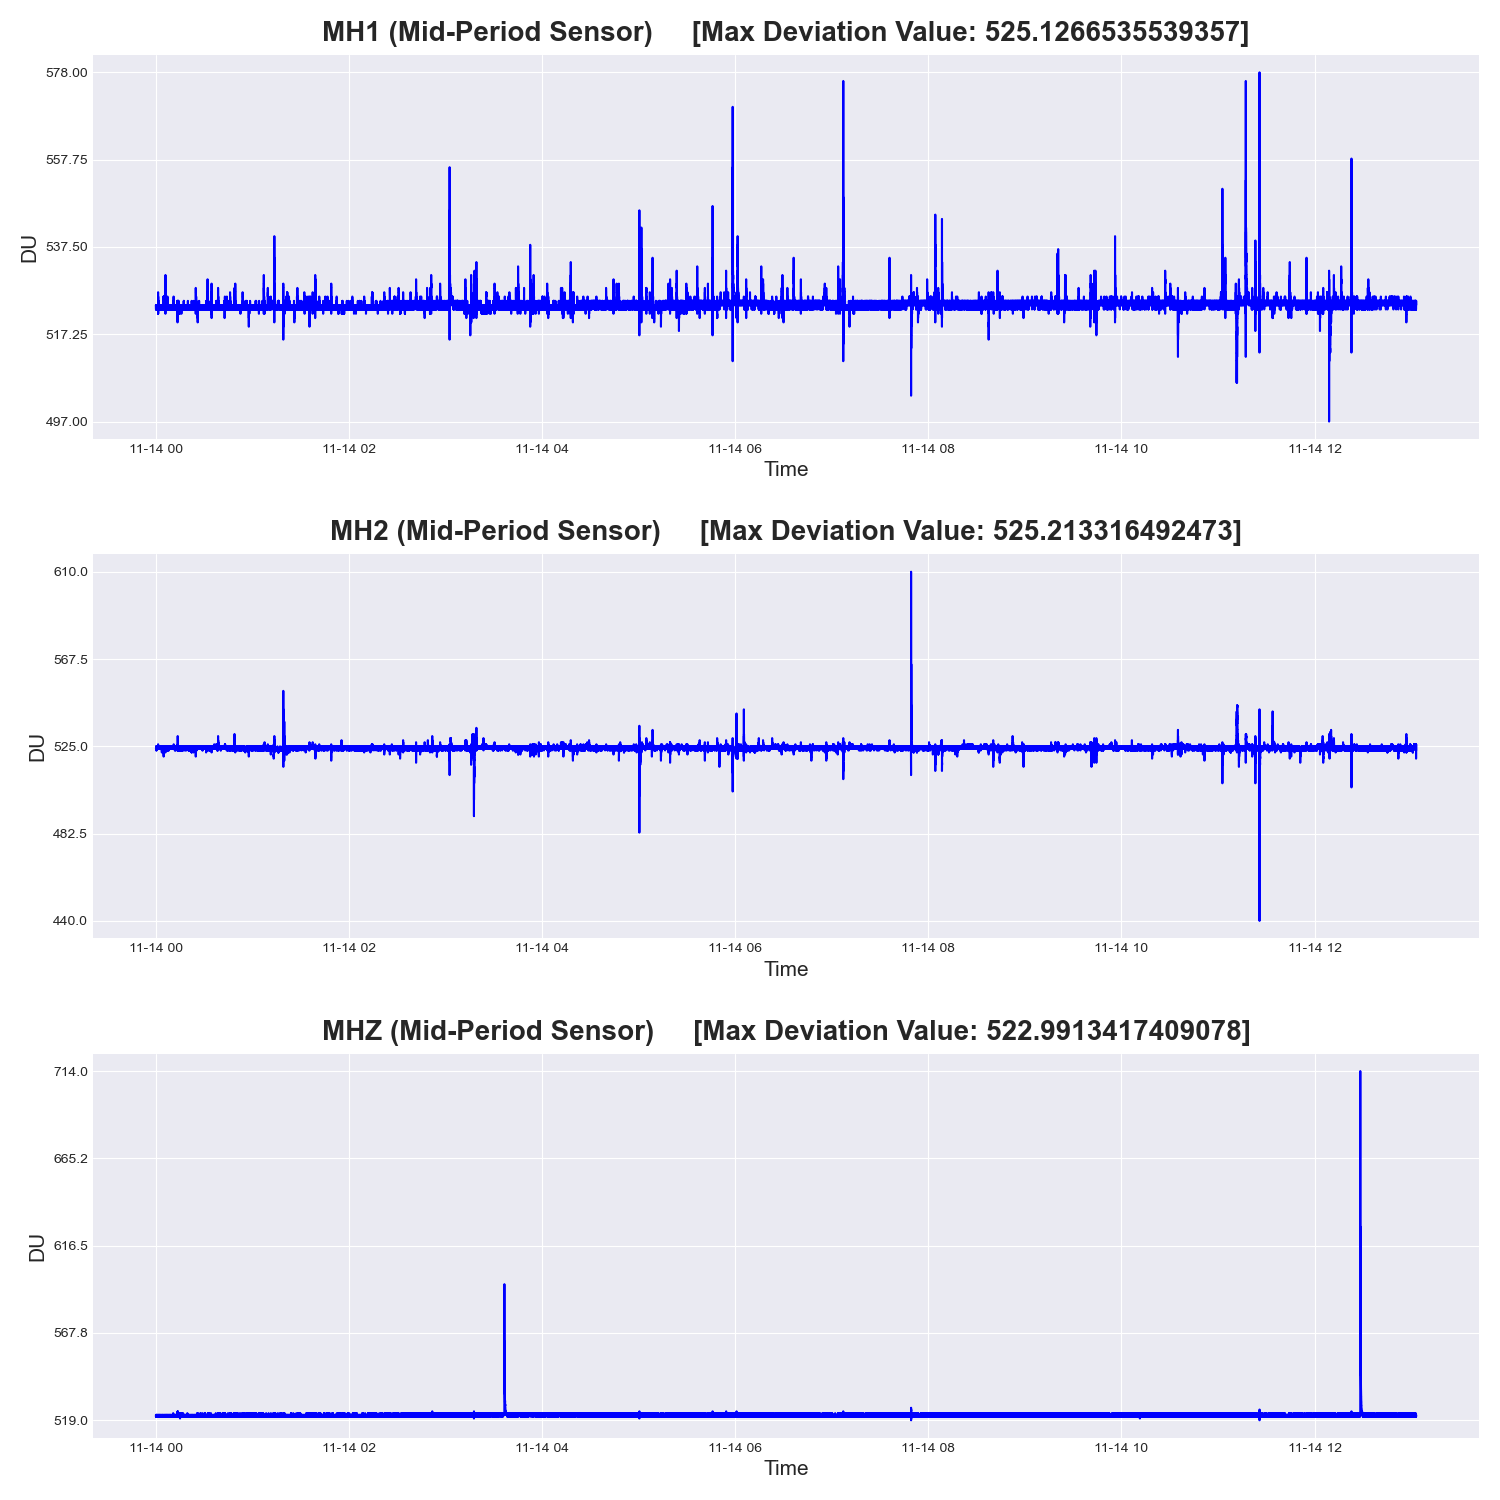 MH1 (Mid-Period Sensor) [Max Deviation Value: 525.1266535539357]
578.00
557.75
537.50
517.25
497.00
DU
11-14 00 11-14 02 11-14 04 11-14 06 11-14 08 11-14 10 11-14 12
Time
MH2 (Mid-Period Sensor) [Max Deviation Value: 525.213316492473]
610.0
567.5
525.0
482.5
440.0
DU
11-14 00 11-14 02 11-14 04 11-14 06 11-14 08 11-14 10 11-14 12
Time
MHZ (Mid-Period Sensor) [Max Deviation Value: 522.9913417409078]
714.0
665.2
616.5
567.8
519.0
DU
11-14 00 11-14 02 11-14 04 11-14 06 11-14 08 11-14 10 11-14 12
Time